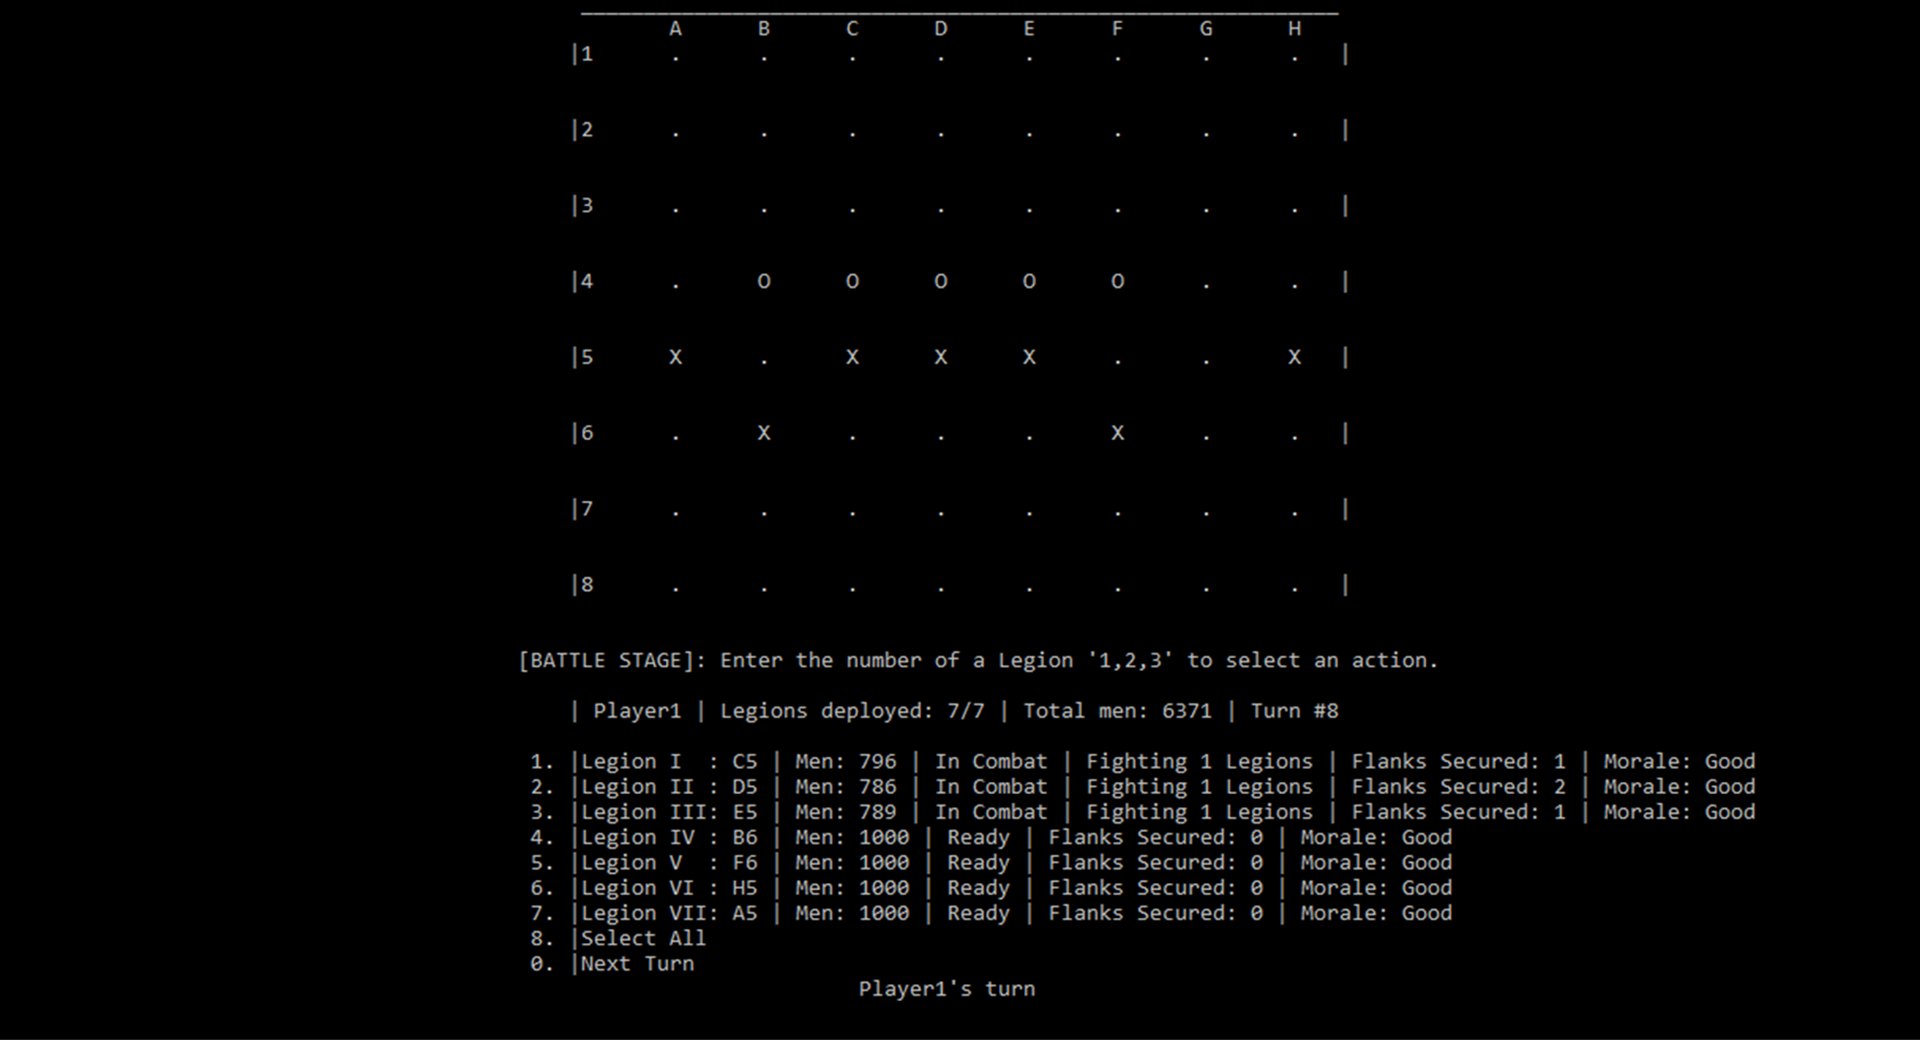 A B C D E F G H
|1 . . . . . . . . |
|2 . . . . . . . . |
|3 . . . . . . . . |
|4 . O O O O O . . |
|5 X . X X X . . X |
|6 . X . . . X . . |
|7 . . . . . . . . |
|8 . . . . . . . . |
[BATTLE STAGE]: Enter the number of a Legion '1,2,3' to select an action.
| Player1 | Legions deployed: 7/7 | Total men: 6371 | Turn #8
1. |Legion I  : C5 | Men: 796 | In Combat | Fighting 1 Legions | Flanks Secured: 1 | Morale: Good
2. |Legion II : D5 | Men: 786 | In Combat | Fighting 1 Legions | Flanks Secured: 2 | Morale: Good
3. |Legion III: E5 | Men: 789 | In Combat | Fighting 1 Legions | Flanks Secured: 1 | Morale: Good
4. |Legion IV : B6 | Men: 1000 | Ready | Flanks Secured: 0 | Morale: Good
5. |Legion V  : F6 | Men: 1000 | Ready | Flanks Secured: 0 | Morale: Good
6. |Legion VI : H5 | Men: 1000 | Ready | Flanks Secured: 0 | Morale: Good
7. |Legion VII: A5 | Men: 1000 | Ready | Flanks Secured: 0 | Morale: Good
8. |Select All
0. |Next Turn
Player1's turn